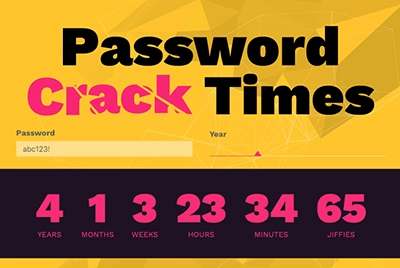 Password
Crack Times
Password
Year
abc123!
4 1 3 23 34 65
YEARS MONTHS WEEKS HOURS MINUTES JIFFIES